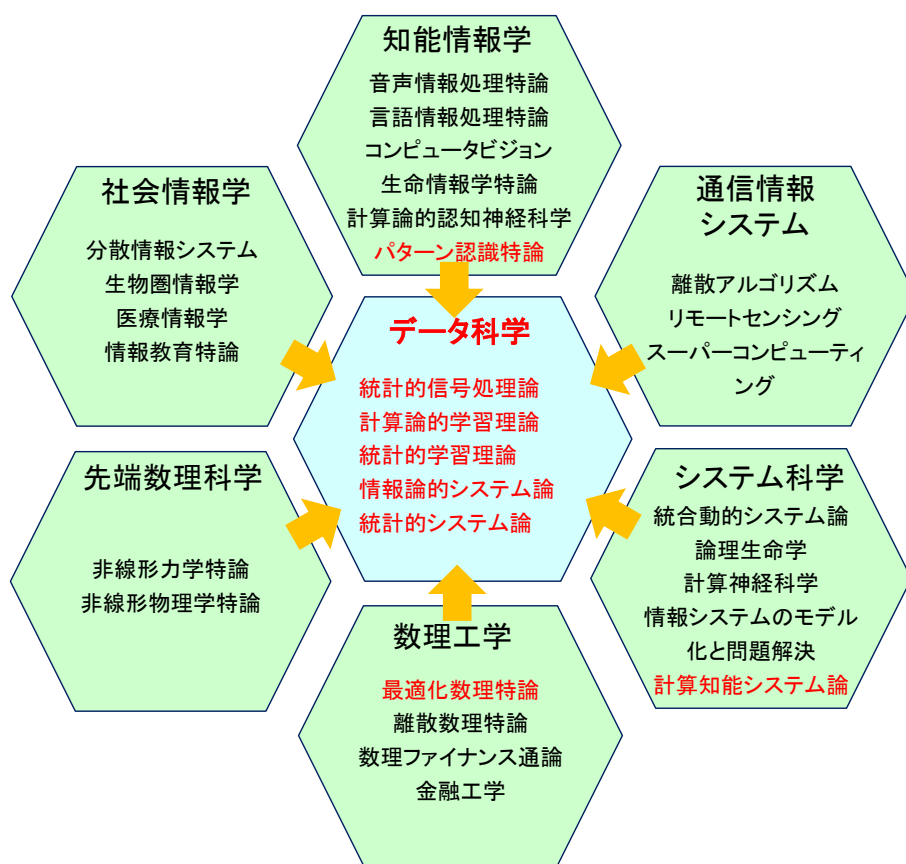 知能情報学
音声情報処理特論
言語情報処理特論
コンピュータビジョン
生命情報学特論
計算論的認知神経科学
パターン認識特論
社会情報学
分散情報システム
生物圏情報学
医療情報学
情報教育特論
通信情報
システム
離散アルゴリズム
リモートセンシング
スーパーコンピューティ
ング
データ科学
統計的信号処理論
計算論的学習理論
統計的学習理論
情報論的システム論
統計的システム論
先端数理科学
非線形力学特論
非線形物理学特論
システム科学
統合動的システム論
論理生命学
計算神経科学
情報システムのモデル
化と問題解決
計算知能システム論
数理工学
最適化数理特論
離散数理特論
数理ファイナンス通論
金融工学